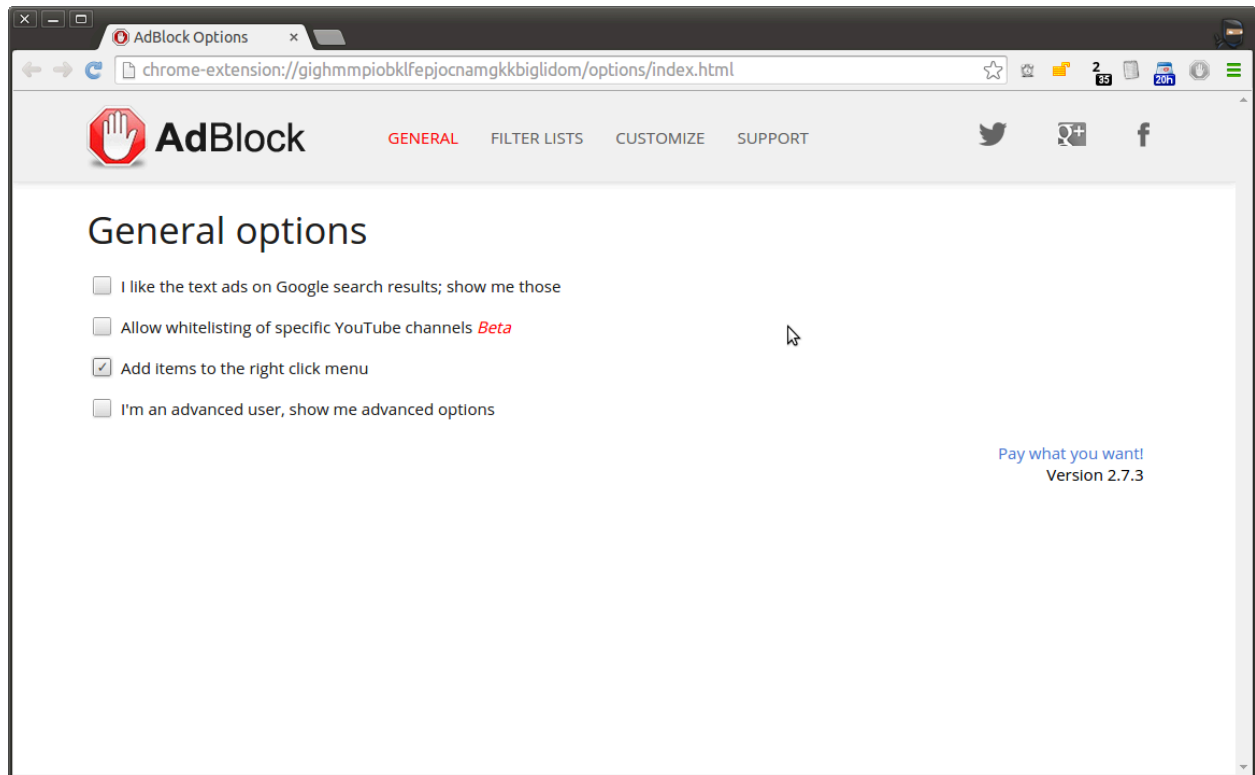 AdBlock Options
chrome-extension://gighmmpiobklfepjocnamgkkbiglidom/options/index.html
2
35
20h
AdBlock
GENERAL FILTER LISTS CUSTOMIZE SUPPORT
General options
I like the text ads on Google search results; show me those
Allow whitelisting of specific YouTube channels Beta
Add items to the right click menu
I'm an advanced user, show me advanced options
Pay what you want!
Version 2.7.3